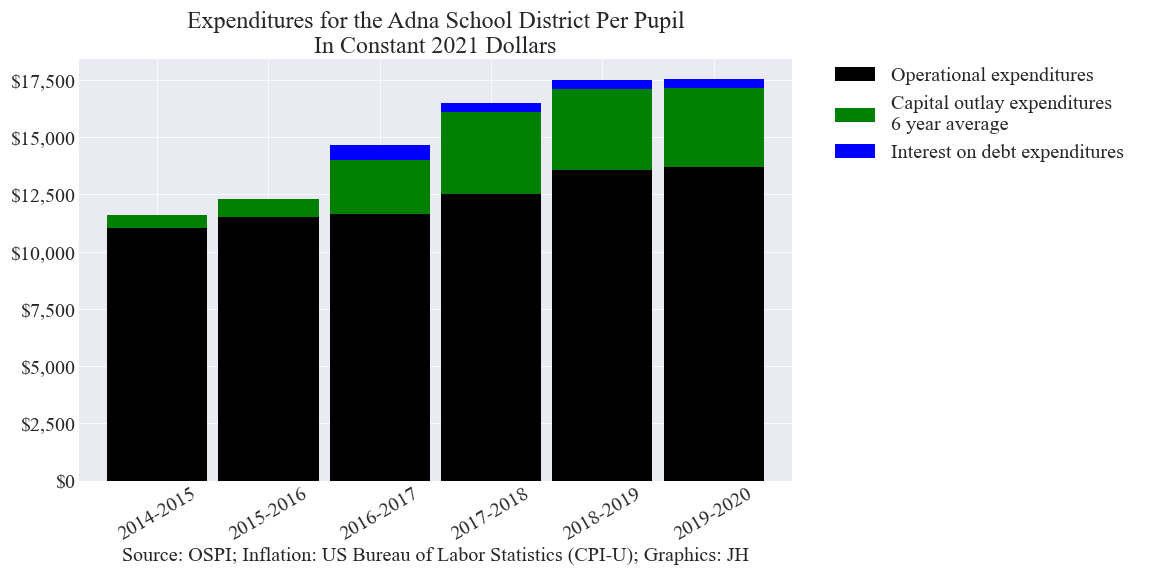 Expenditures for the Adna School District Per Pupil
In Constant 2021 Dollars
$17,500
$15,000
$12,500
$10,000
$7,500
$5,000
$2,500
$0
2014-2015
2015-2016
2016-2017
2017-2018
2018-2019
2019-2020
Source: OSPI; Inflation: US Bureau of Labor Statistics (CPI-U); Graphics: JH
Operational expenditures
Capital outlay expenditures
6 year average
Interest on debt expenditures